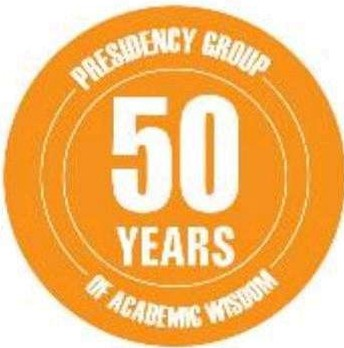 PRESIDENCY GROUP
50
YEARS
OF ACADEMIC WISDOM